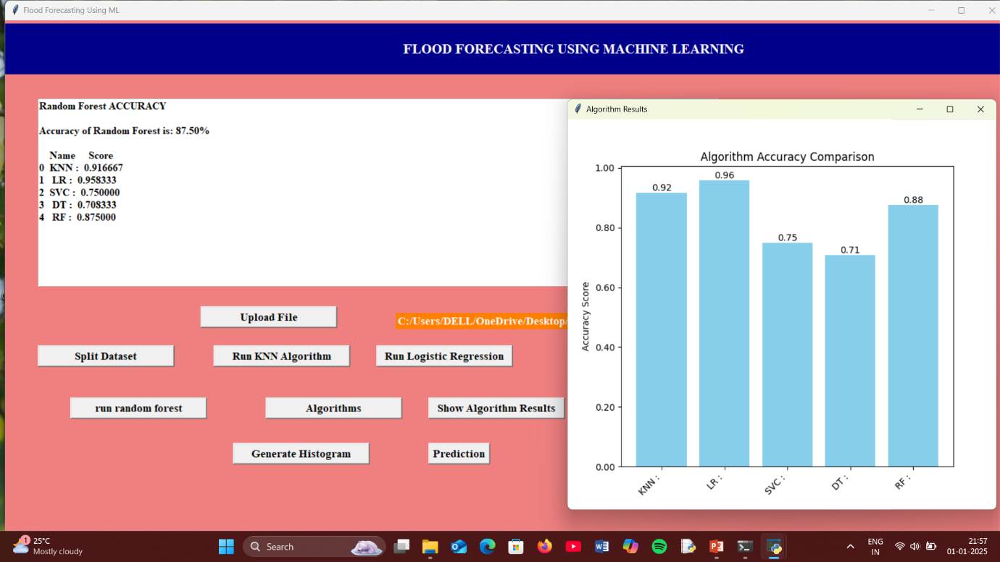 Flood Forecasting Using ML
FLOOD FORECASTING USING MACHINE LEARNING
Random Forest ACCURACY
Accuracy of Random Forest is: 87.50%
Name Score
0 KNN : 0.916667
1 LR : 0.958333
2 SVC : 0.750000
3 DT : 0.708333
4 RF : 0.875000
Upload File
C:/Users/DELL/OneDrive/Desktop/
Split Dataset
Run KNN Algorithm
Run Logistic Regression
run random forest
Algorithms
Show Algorithm Results
Generate Histogram
Prediction
Algorithm Results
Algorithm Accuracy Comparison
Accuracy Score
1.00
0.80
0.60
0.40
0.20
0.00
0.92
0.96
0.75
0.71
0.88
KNN :
LR :
SVC :
DT :
RF :
1
25°C
Mostly cloudy
Search
ENG
IN
21:57
01-01-2025